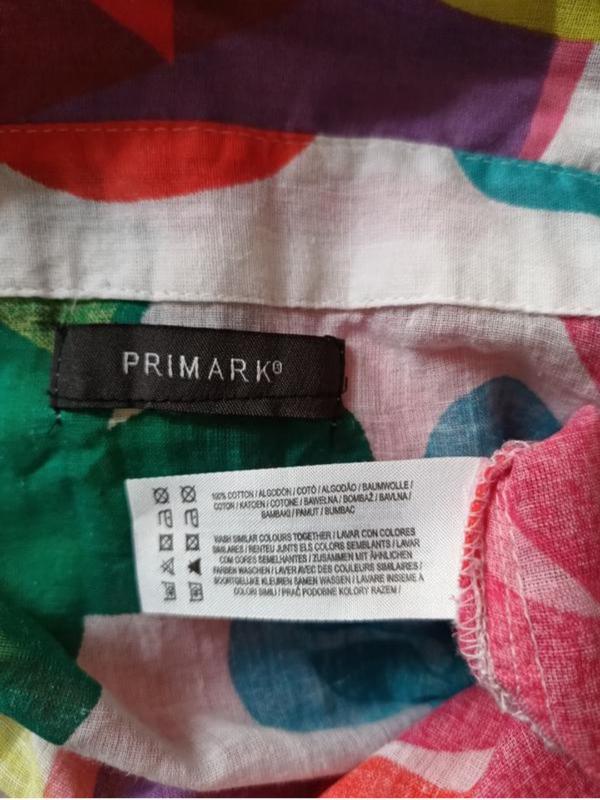 PRIMARK®
100% COTTON / ALGODÓN / COTÓ / ALGODÃO / BAUMWOLLE /
COTON / KATOEN / COTONE / BAWEŁNA / BOMBAŽ / BAVLNA /
BAMBAKI / PAMUT / BUMBAC
WASH SIMILAR COLOURS TOGETHER / LAVAR CON COLORES
SIMILARES / RENTEU JUNTS ELS COLORS SEMBLANTS / LAVAR
COM CORES SEMELHANTES / ZUSAMMEN MIT ÄHNLICHEN
FARBEN WASCHEN / LAVER AVEC DES COULEURS SIMILAIRES /
SOORTGELIJKE KLEUREN SAMEN WASSEN / LAVARE INSIEME A
COLORI SIMILI / PRAĆ PODOBNE KOLORY RAZEM /